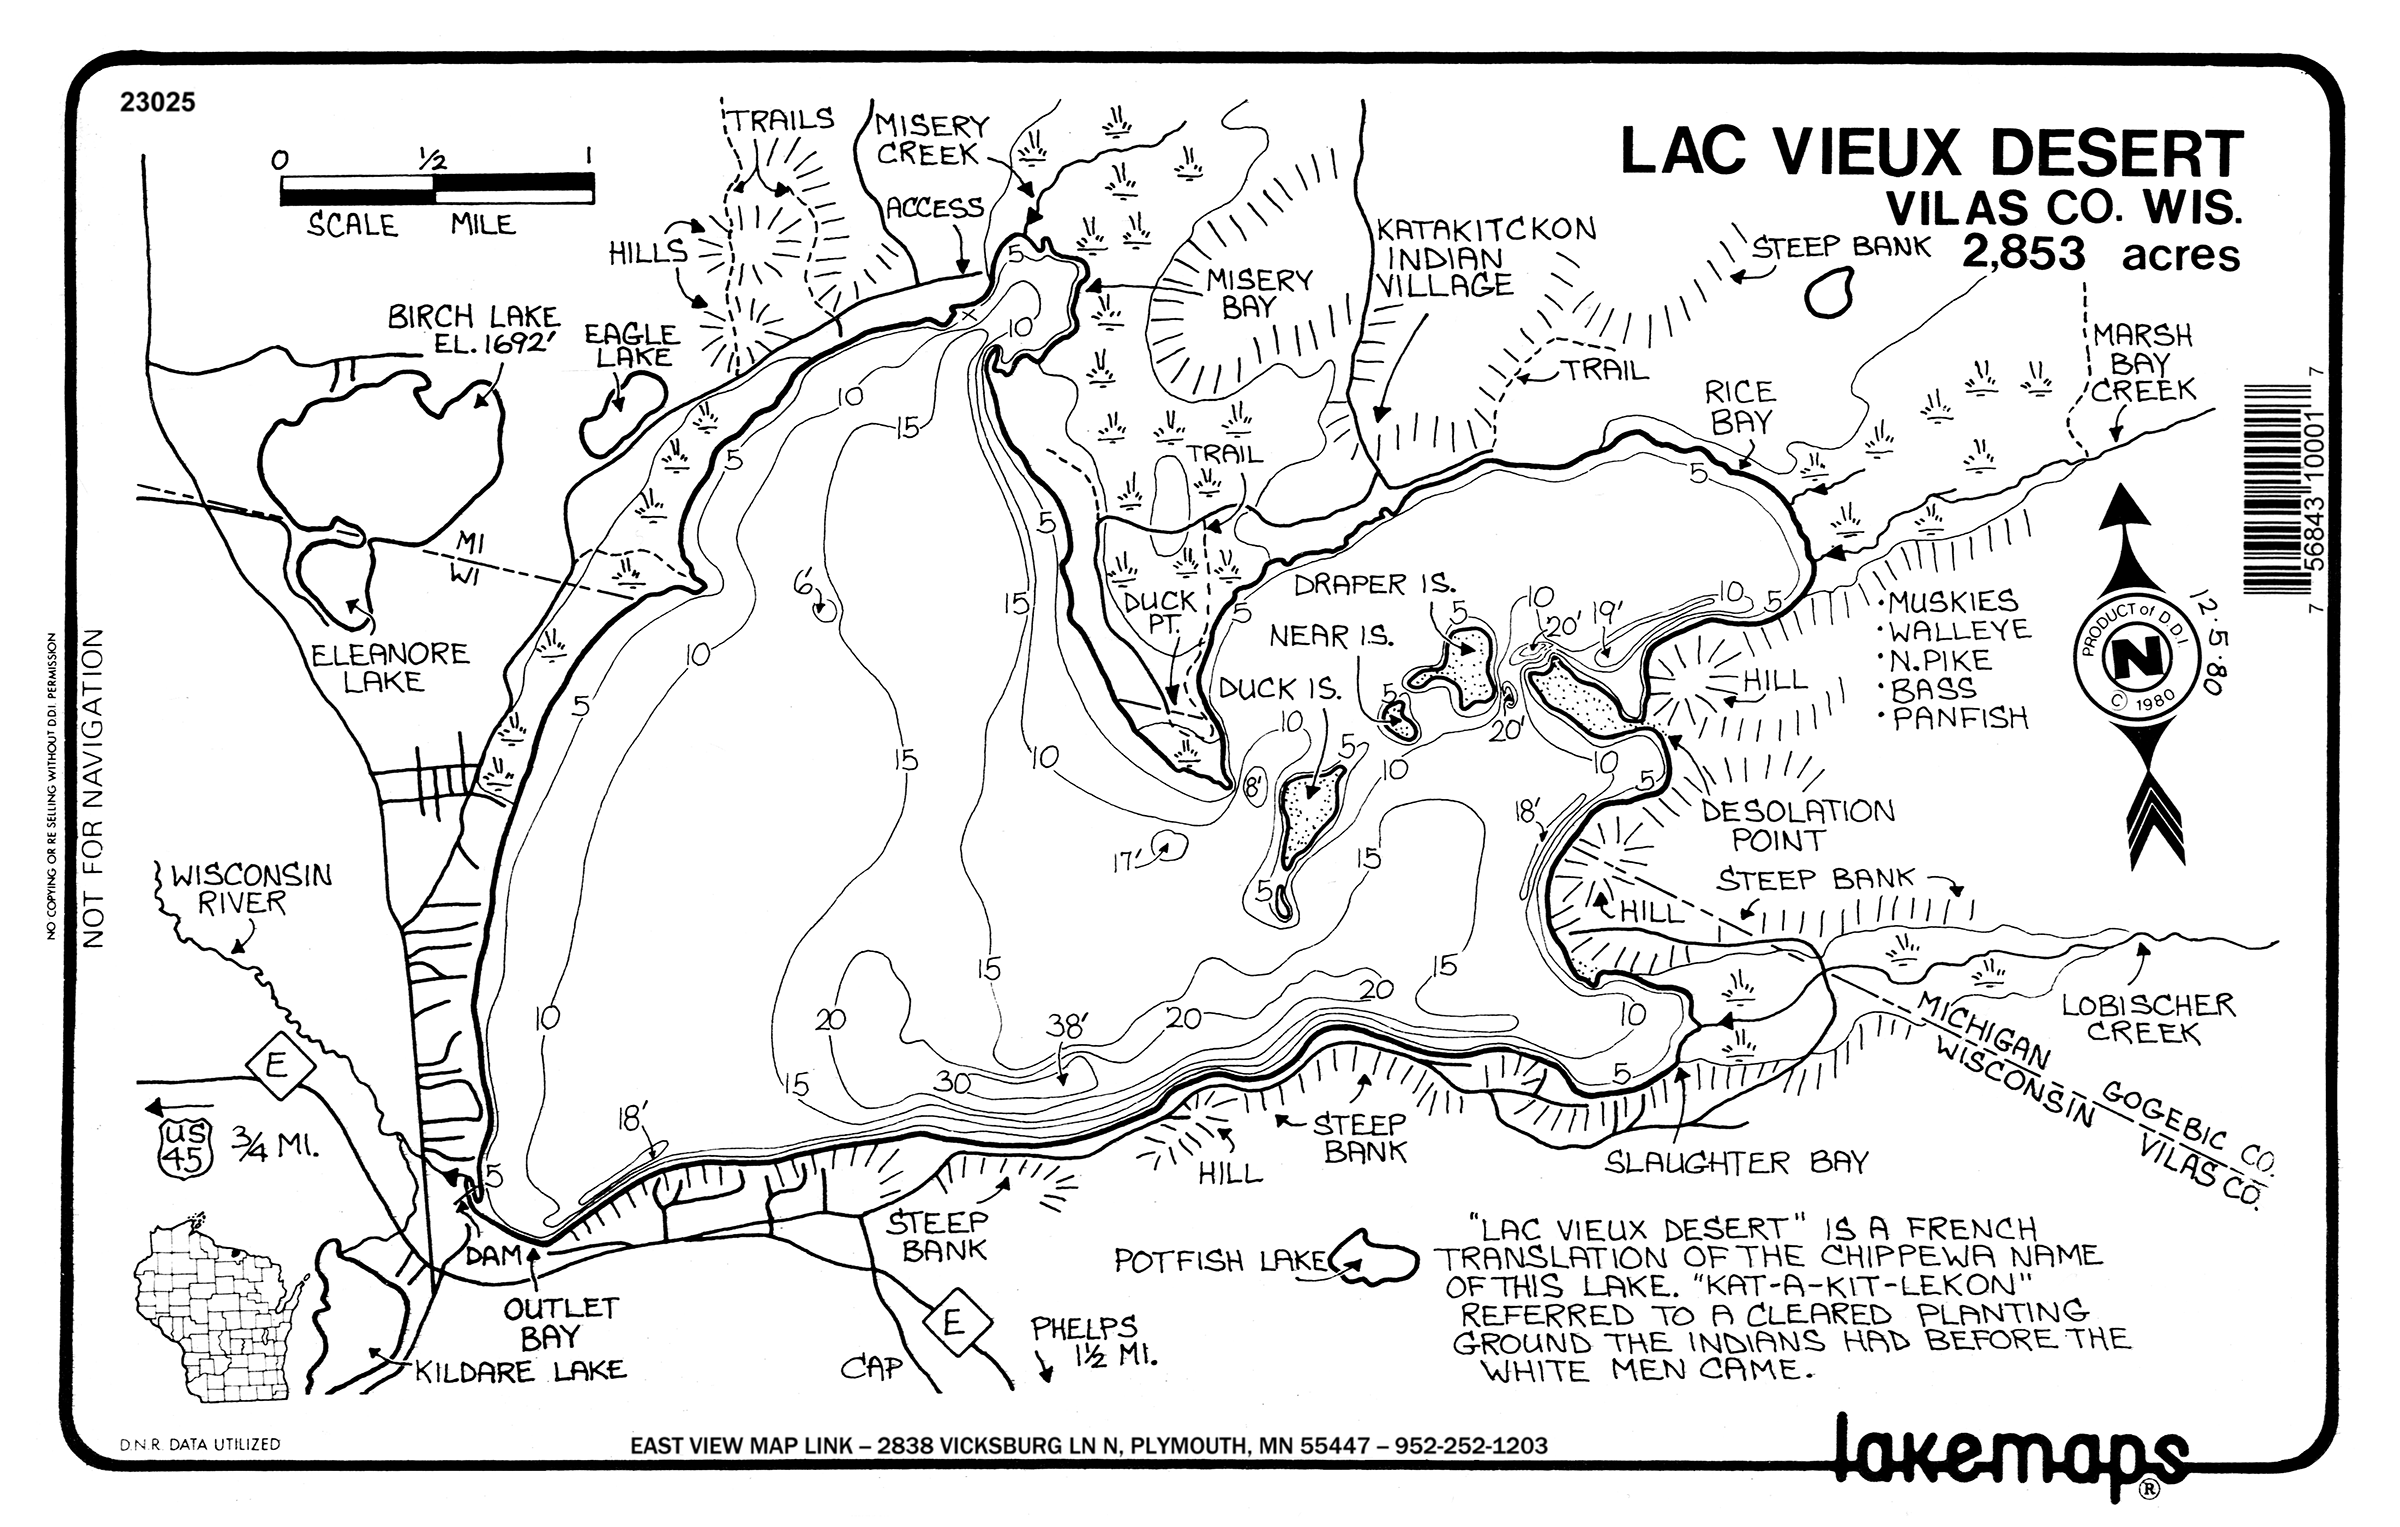 23025
LAC VIEUX DESERT
VILAS CO. WIS.
2,853 acres
0 ½ 1
SCALE MILE
TRAILS
MISERY
CREEK
ACCESS
HILLS
BIRCH LAKE
EL. 1692'
EAGLE
LAKE
MISERY
BAY
KATAKITCKON
INDIAN
VILLAGE
STEEP BANK
TRAIL
RICE
BAY
MARSH
BAY
CREEK
7 56843 10001 7
TRAIL
MI
WI
ELEANORE
LAKE
DUCK
PT.
DRAPER IS.
NEAR IS.
DUCK IS.
HILL
• MUSKIES
• WALLEYE
• N. PIKE
• BASS
• PANFISH
PRODUCT of D.D.I.
N
© 1980
12·5·80
DESOLATION
POINT
STEEP BANK
HILL
WISCONSIN
RIVER
LOBISCHER
CREEK
MICHIGAN
WISCONSIN
GOGEBIC CO.
VILAS CO.
E
US
45
¾ MI.
DAM
OUTLET
BAY
KILDARE LAKE
STEEP
BANK
HILL
STEEP
BANK
SLAUGHTER BAY
E
CAP
PHELPS
1½ MI.
POTFISH LAKE
"LAC VIEUX DESERT" IS A FRENCH
TRANSLATION OF THE CHIPPEWA NAME
OF THIS LAKE. "KAT-A-KIT-LEKON"
REFERRED TO A CLEARED PLANTING
GROUND THE INDIANS HAD BEFORE THE
WHITE MEN CAME.
5
10
10
15
5
5
15
6'
10
5
15
10
5
5
5
10
20'
19'
10
5
5
20'
10
8'
5
10
10
5
18'
17'
15
5
15
15
20
10
20
38'
20
10
30
15
5
18'
5
NO COPYING OR RE SELLING WITHOUT D.D.I. PERMISSION
NOT FOR NAVIGATION
D.N.R. DATA UTILIZED
EAST VIEW MAP LINK – 2838 VICKSBURG LN N, PLYMOUTH, MN 55447 – 952-252-1203
lakemaps®